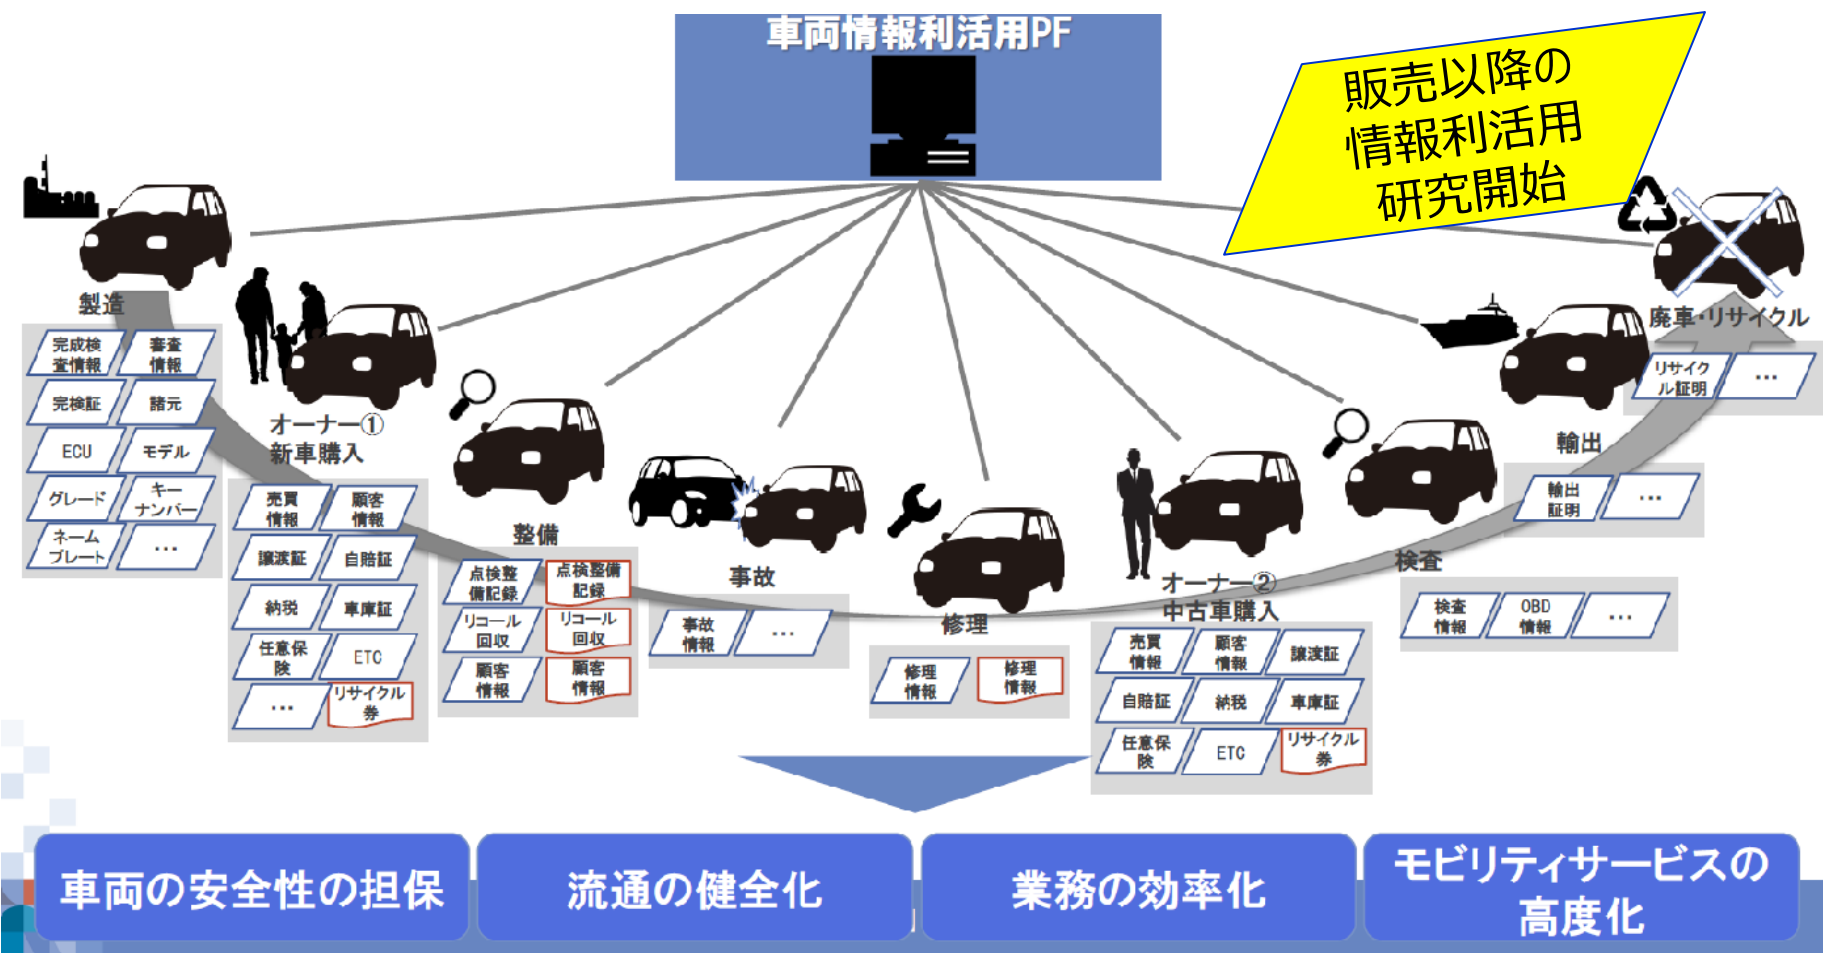 車両情報利活用PF
販売以降の
情報利活用
研究開始
製造
完成検
査情報
審査
情報
完検証
諸元
ECU
モデル
グレード
キー
ナンバー
ネーム
プレート
…
オーナー①
新車購入
売買
情報
顧客
情報
譲渡証
自賠証
納税
車庫証
任意保
険
ETC
…
リサイクル
券
整備
点検整
備記録
点検整備
記録
リコール
回収
リコール
回収
顧客
情報
顧客
情報
事故
事故
情報
…
修理
修理
情報
修理
情報
オーナー②
中古車購入
売買
情報
顧客
情報
譲渡証
自賠証
納税
車庫証
任意保
険
ETC
リサイクル
券
検査
検査
情報
OBD
情報
…
輸出
輸出
証明
…
廃車・リサイクル
リサイク
ル証明
…
車両の安全性の担保
流通の健全化
業務の効率化
モビリティサービスの
高度化